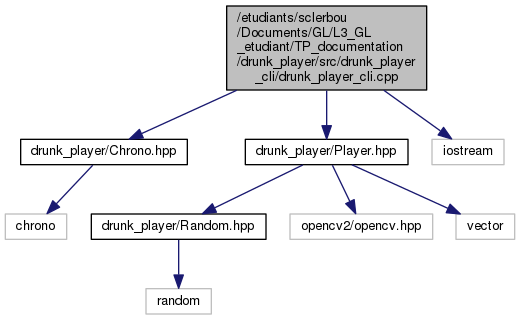 /etudiants/sclerbou
/Documents/GL/L3_GL
_etudiant/TP_documentation
/drunk_player/src/drunk_player
_cli/drunk_player_cli.cpp
drunk_player/Chrono.hpp
drunk_player/Player.hpp
iostream
chrono
drunk_player/Random.hpp
opencv2/opencv.hpp
vector
random